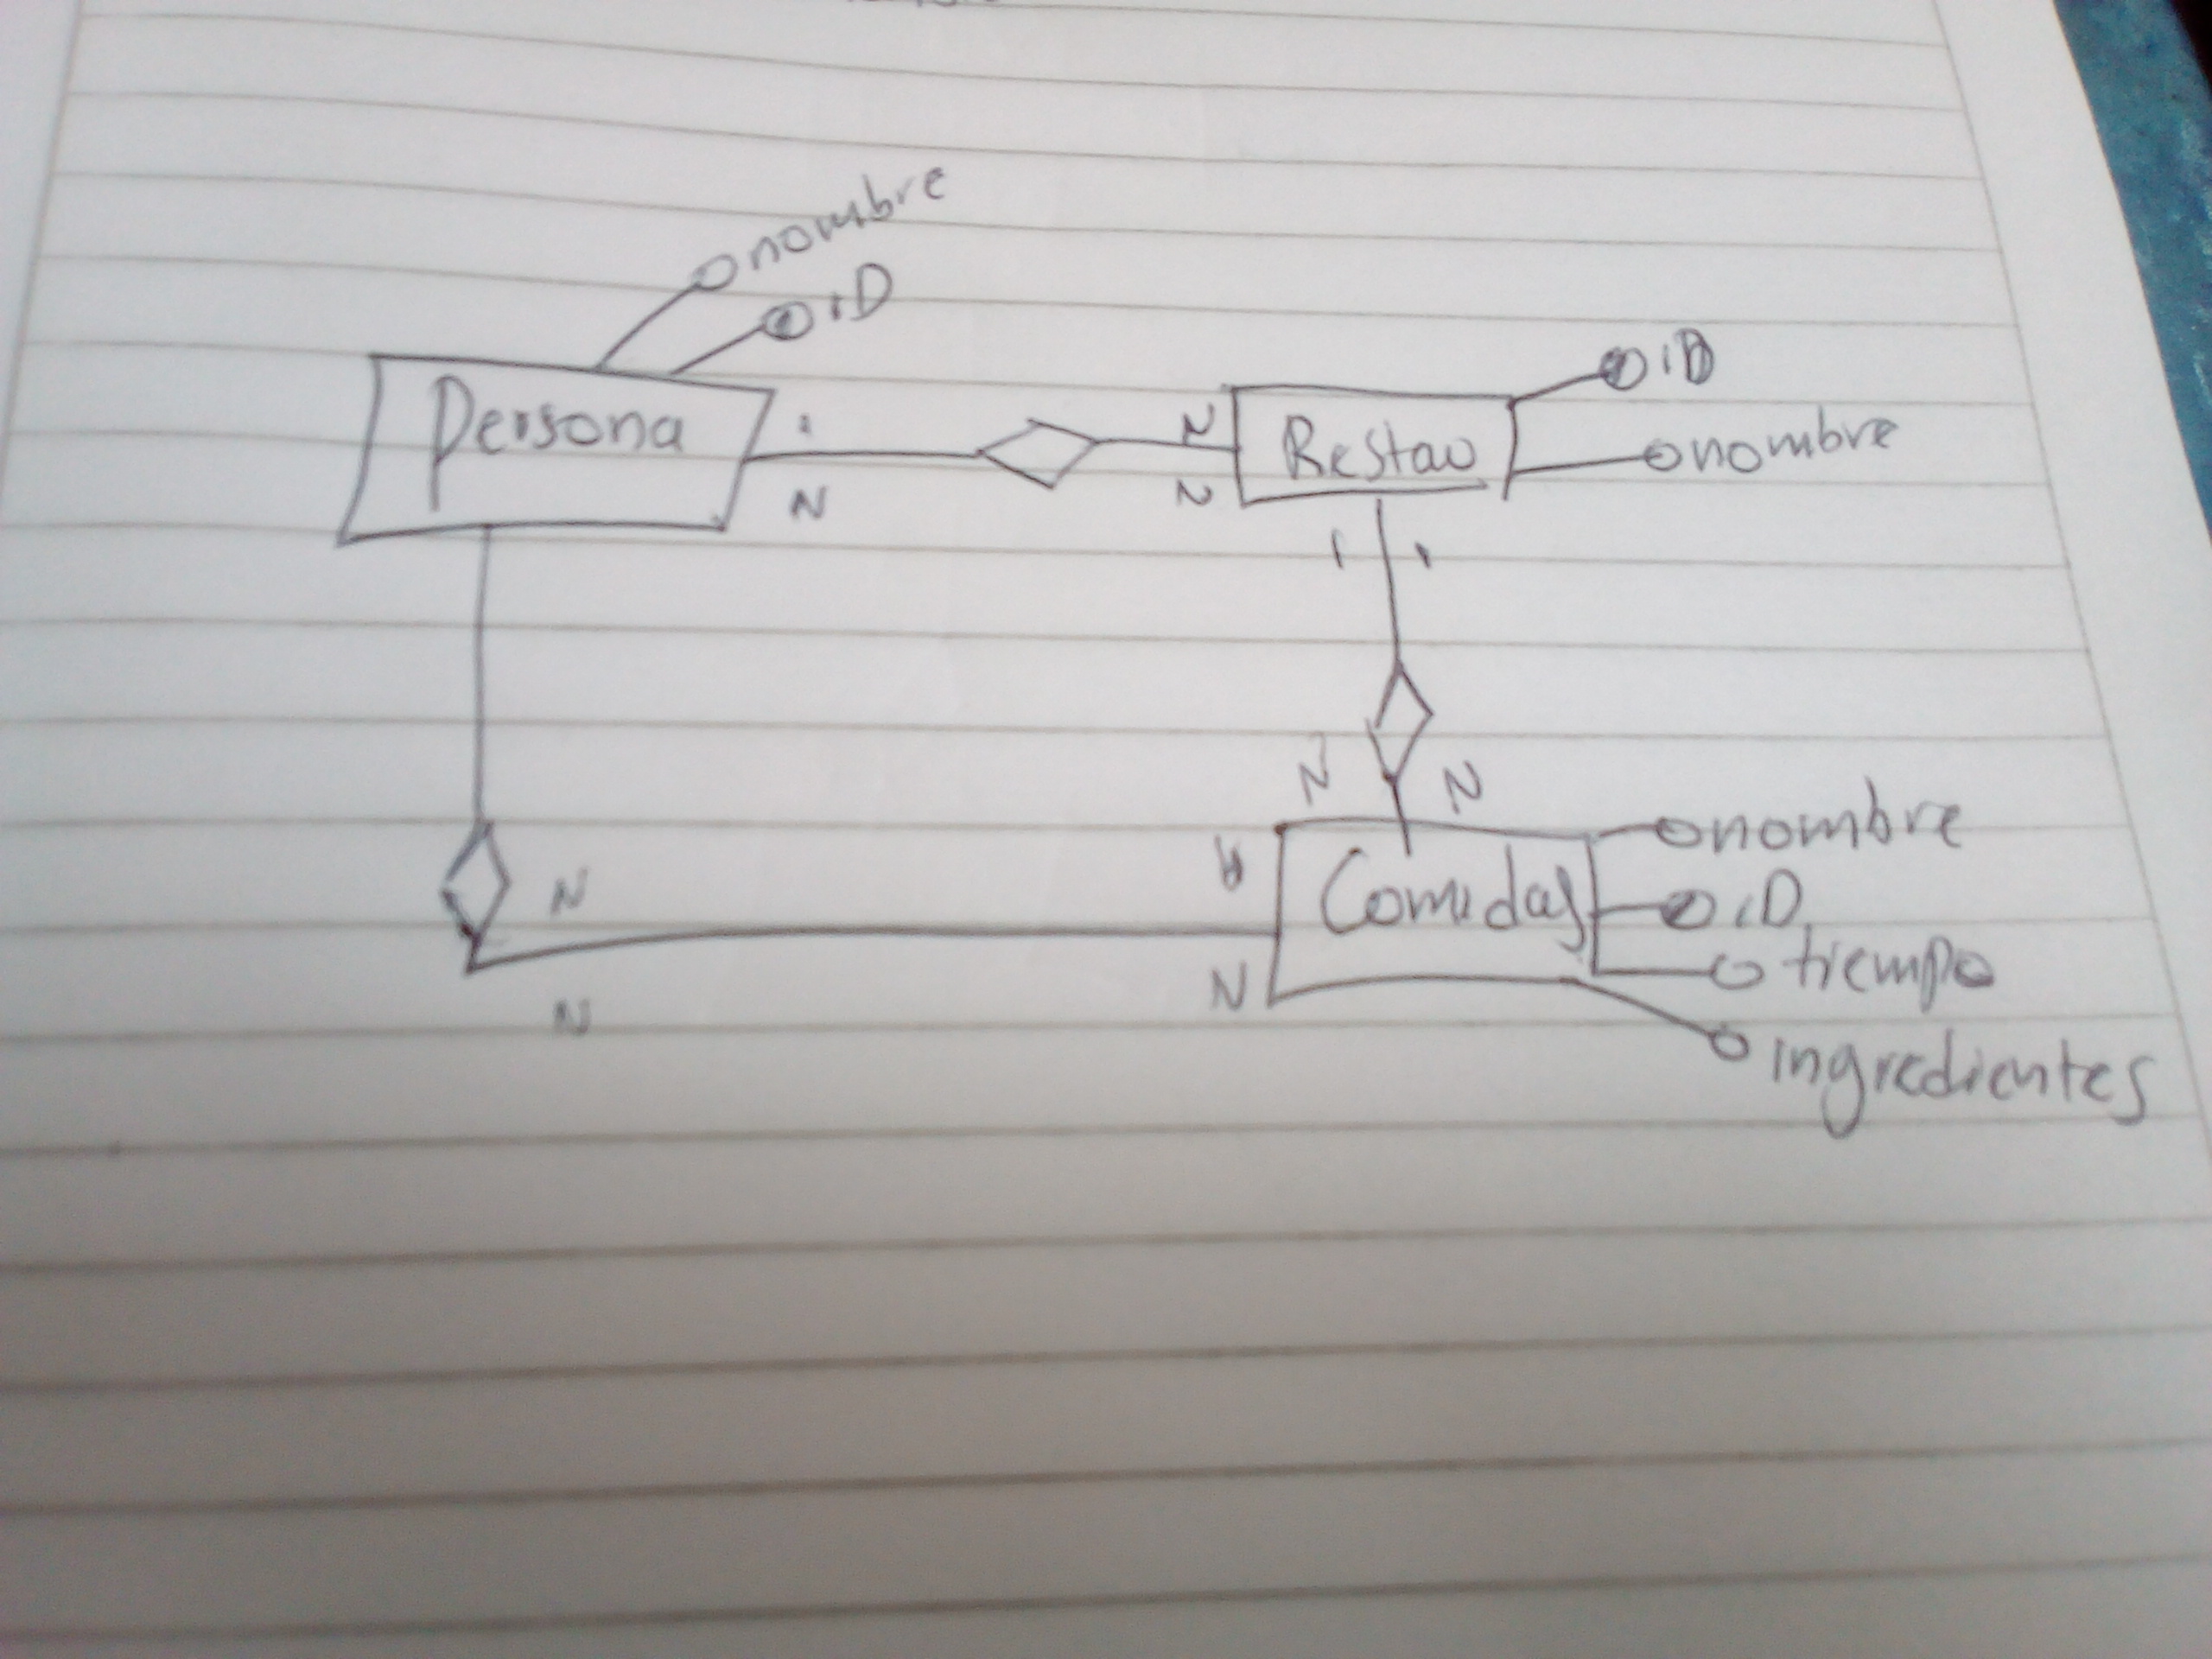 nombre
iD
iD
Persona
1
N
Restau
nombre
N
N
1
1
N
N
nombre
N
Comidas
iD
tiempo
N
N
ingredientes